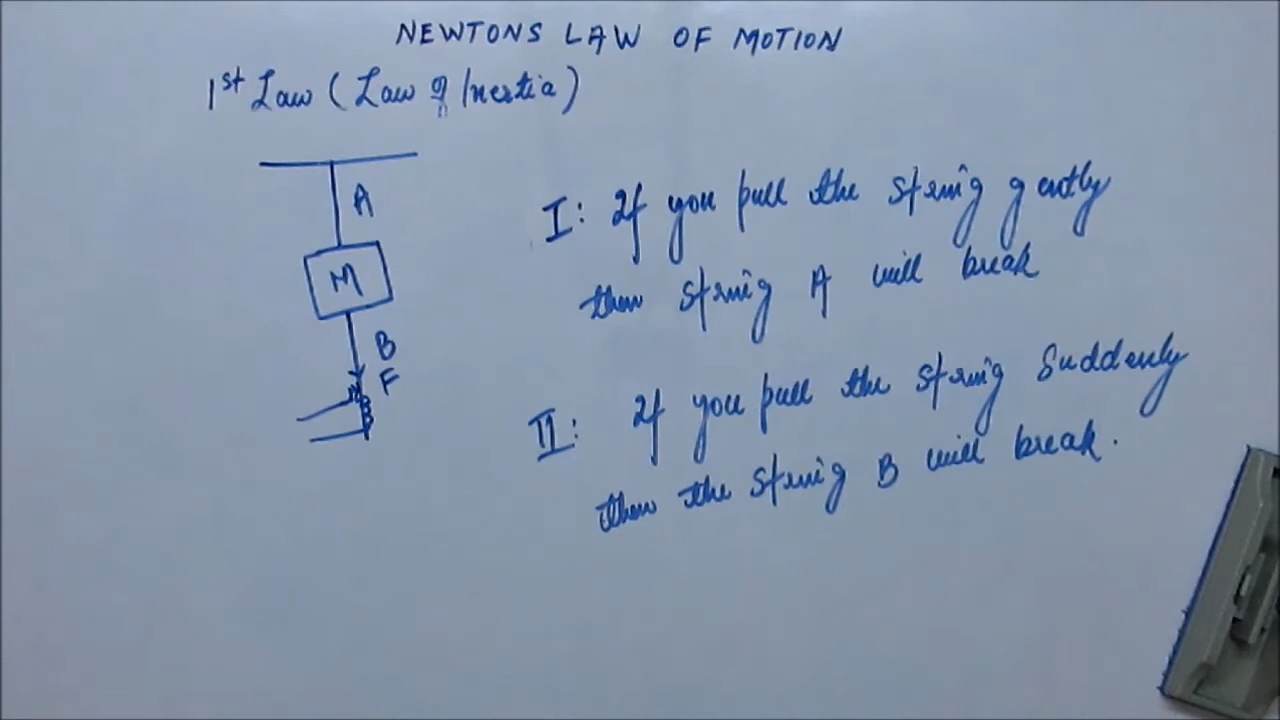 NEWTONS LAW OF MOTION
1st Law (Law of Inertia)
A
M
B
F
I: If you pull the string gently
then string A will break
II: If you pull the string Suddenly
then the string B will break.